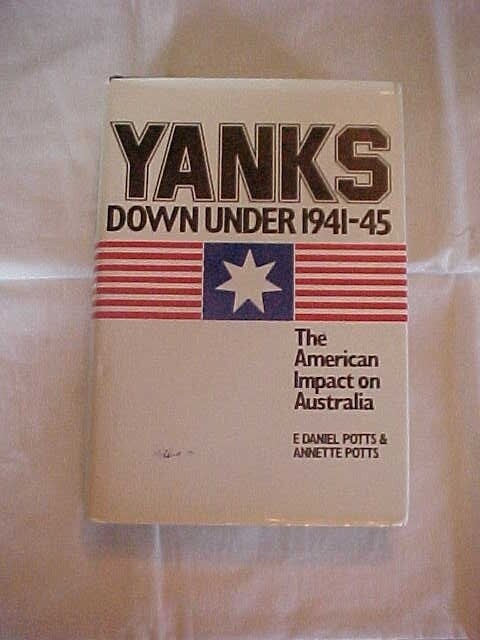 YANKS
DOWN UNDER 1941-45
The
American
Impact on
Australia
E DANIEL POTTS &
ANNETTE POTTS